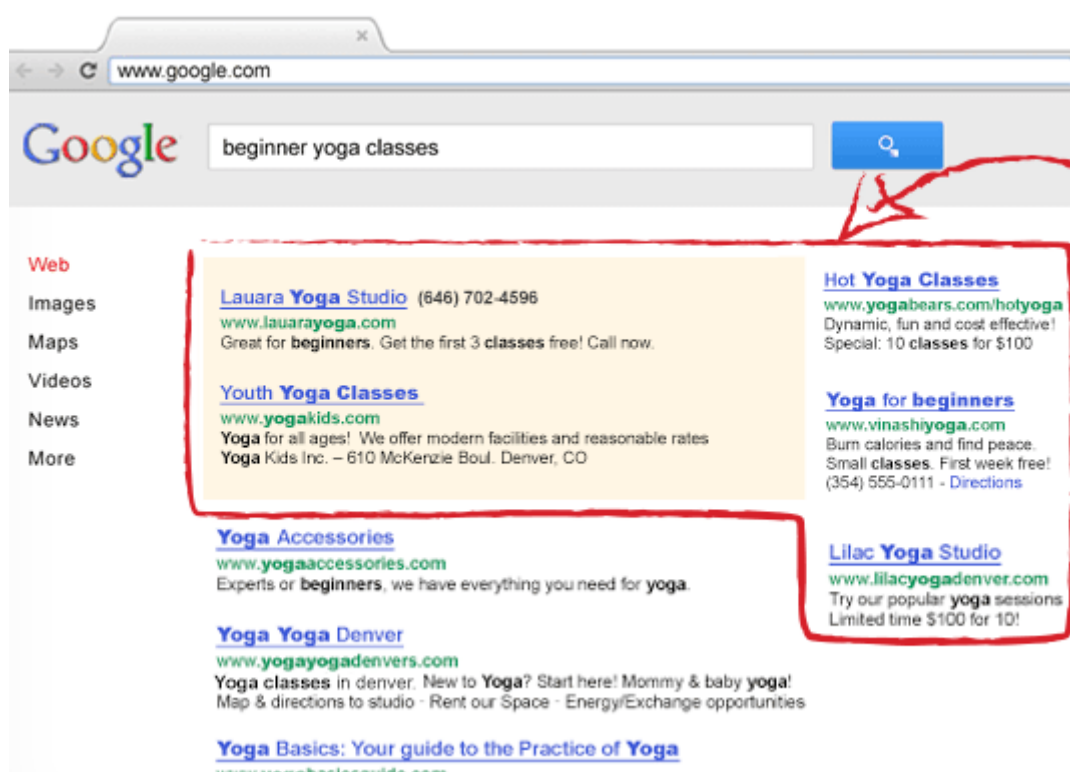 www.google.com
Google
beginner yoga classes
Web
Images
Maps
Videos
News
More
Lauara Yoga Studio (646) 702-4596
www.lauarayoga.com
Great for beginners. Get the first 3 classes free! Call now.
Youth Yoga Classes
www.yogakids.com
Yoga for all ages! We offer modern facilities and reasonable rates
Yoga Kids Inc. – 610 McKenzie Boul. Denver, CO
Hot Yoga Classes
www.yogabears.com/hotyoga
Dynamic, fun and cost effective!
Special: 10 classes for $100
Yoga for beginners
www.vinashiyoga.com
Burn calories and find peace.
Small classes. First week free!
(354) 555-0111 - Directions
Lilac Yoga Studio
www.lilacyogadenver.com
Try our popular yoga sessions
Limited time $100 for 10!
Yoga Accessories
www.yogaaccessories.com
Experts or beginners, we have everything you need for yoga.
Yoga Yoga Denver
www.yogayogadenvers.com
Yoga classes in denver. New to Yoga? Start here! Mommy & baby yoga!
Map & directions to studio · Rent our Space · Energy/Exchange opportunities
Yoga Basics: Your guide to the Practice of Yoga